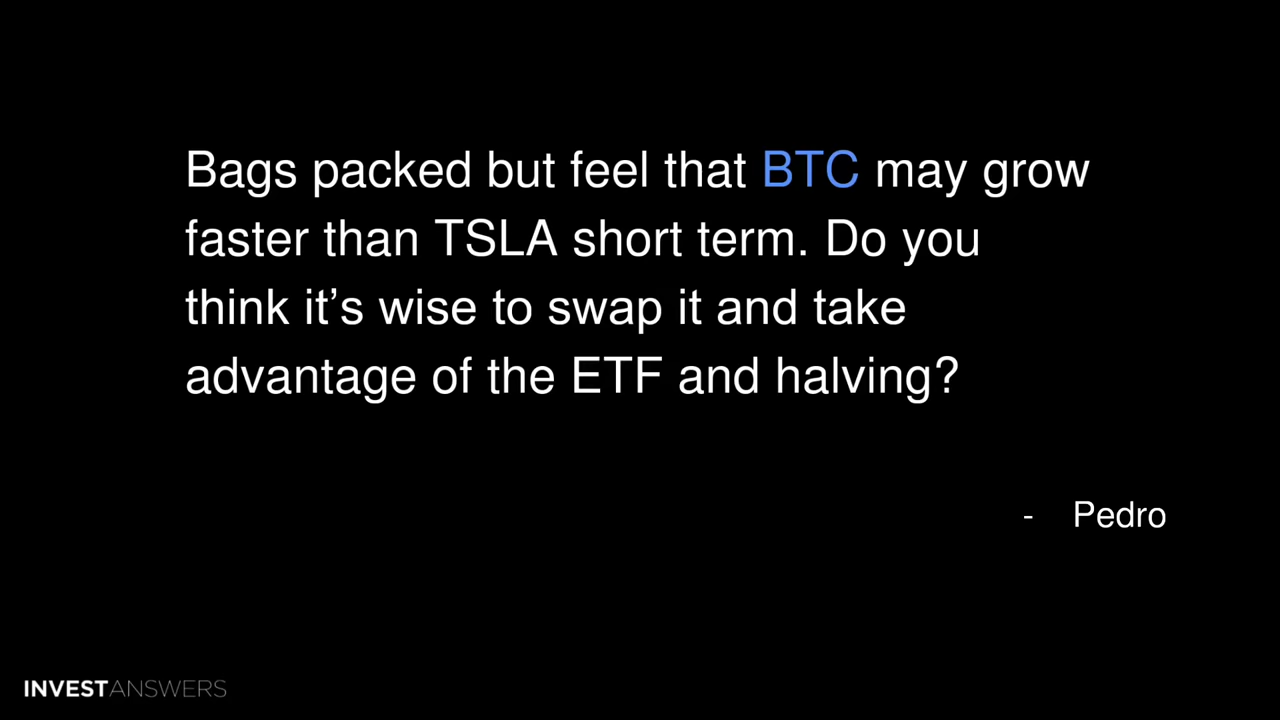 Bags packed but feel that BTC may grow
faster than TSLA short term. Do you
think it’s wise to swap it and take
advantage of the ETF and halving?
- Pedro
INVESTANSWERS